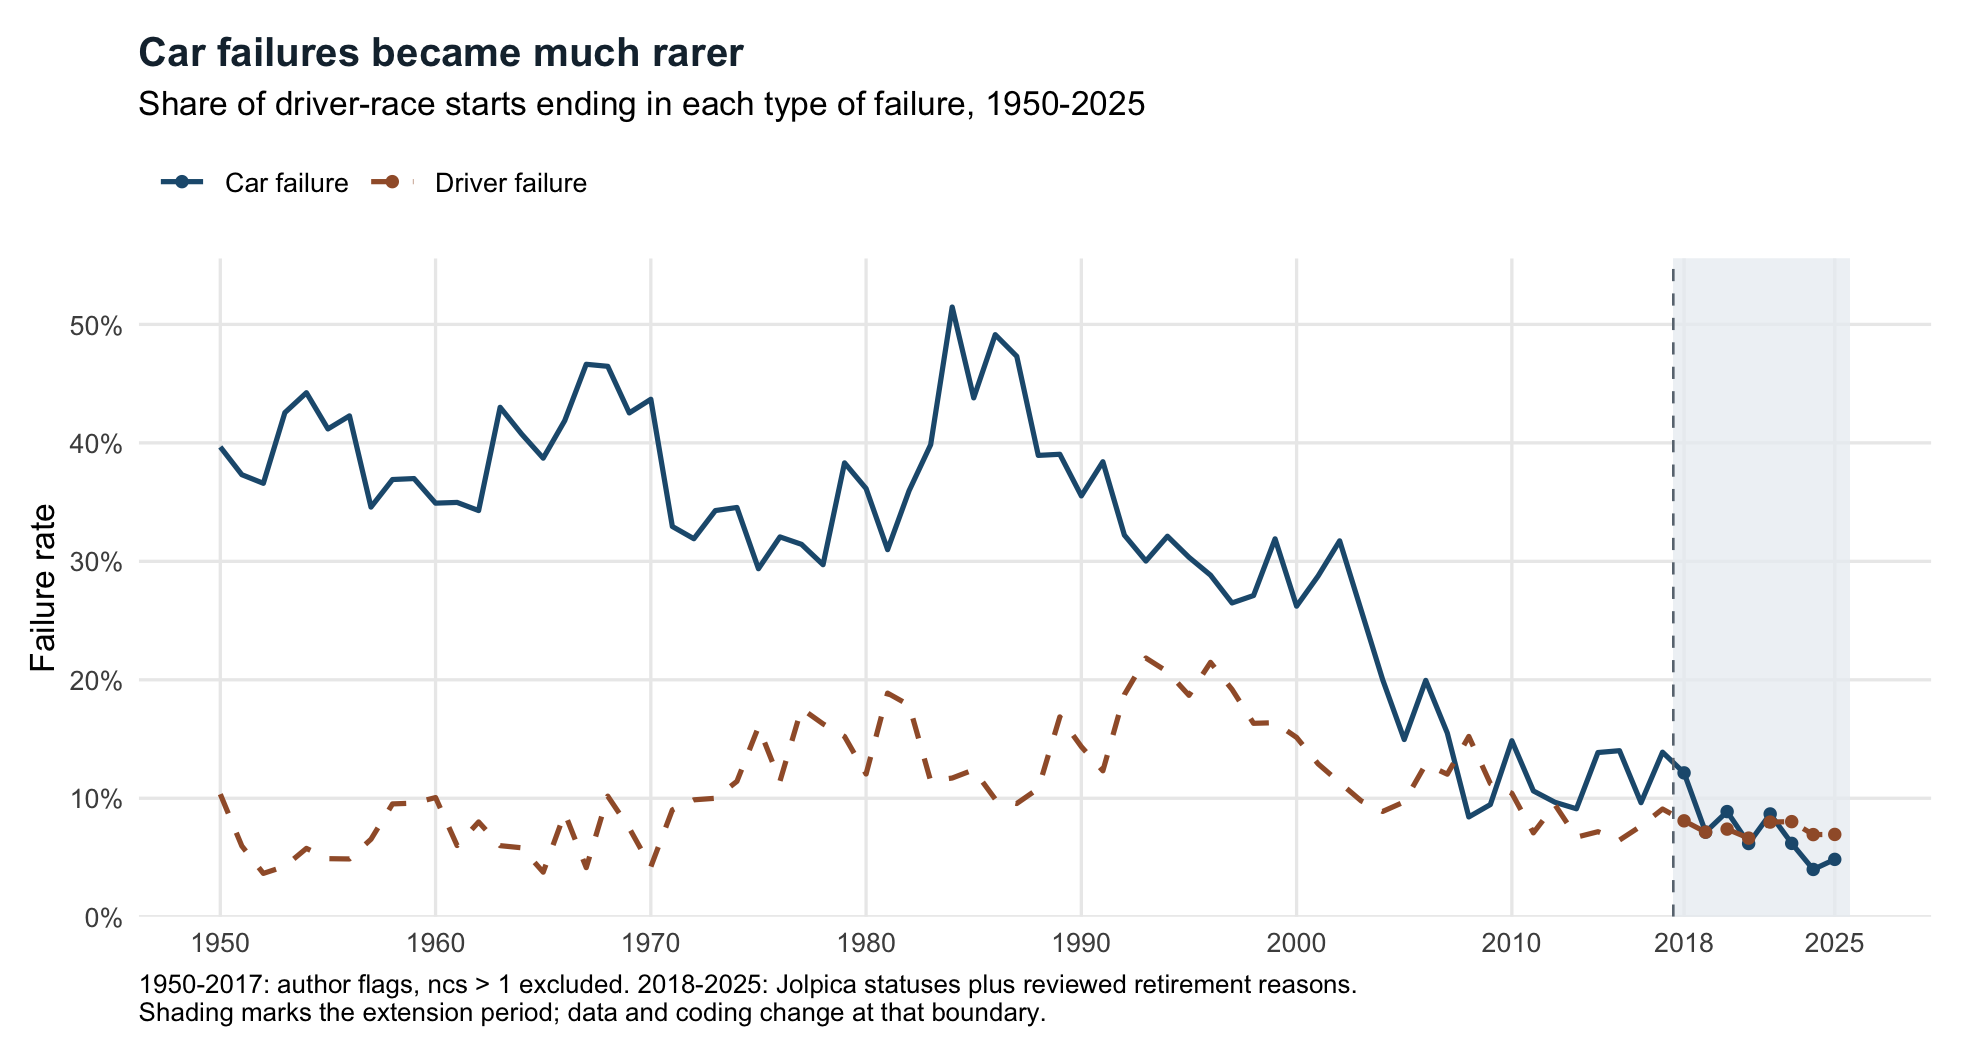 Car failures became much rarer
Share of driver-race starts ending in each type of failure, 1950-2025
Car failure Driver failure
Failure rate
50%
40%
30%
20%
10%
0%
1950 1960 1970 1980 1990 2000 2010 2018 2025
1950-2017: author flags, ncs > 1 excluded. 2018-2025: Jolpica statuses plus reviewed retirement reasons.
Shading marks the extension period; data and coding change at that boundary.